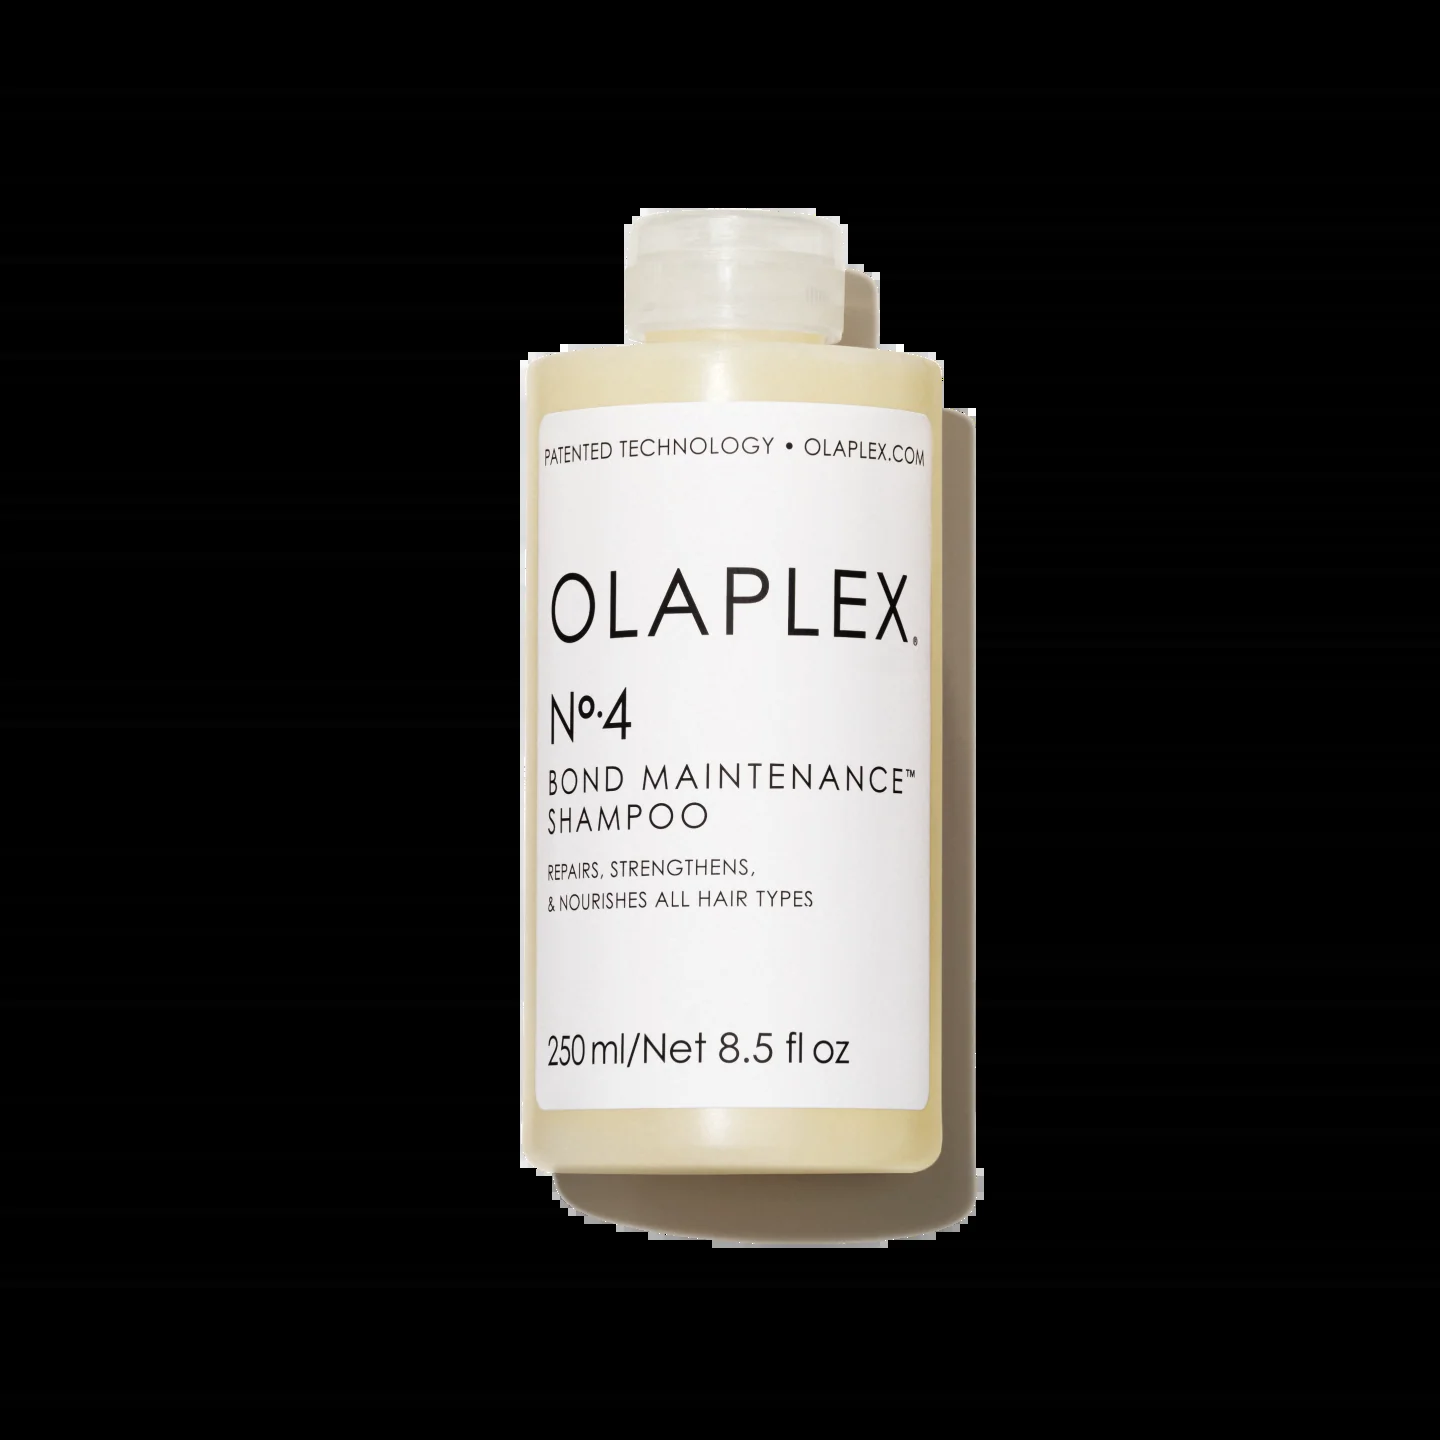 PATENTED TECHNOLOGY • OLAPLEX.COM
OLAPLEX®
Nº.4
BOND MAINTENANCE™
SHAMPOO
REPAIRS, STRENGTHENS,
& NOURISHES ALL HAIR TYPES
250 ml/Net 8.5 fl oz